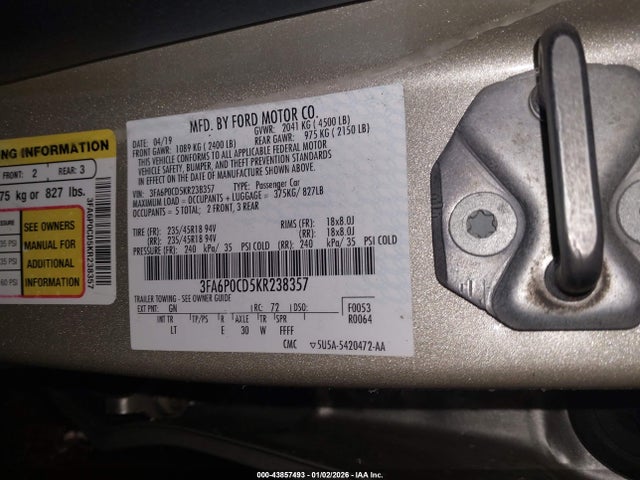 MFD. BY FORD MOTOR CO.
DATE: 04/19 GVWR: 2041 KG ( 4500 LB)
FRONT GAWR: 1089 KG ( 2400 LB) REAR GAWR: 975 KG ( 2150 LB)
THIS VEHICLE CONFORMS TO ALL APPLICABLE FEDERAL MOTOR
VEHICLE SAFETY, BUMPER, AND THEFT PREVENTION STANDARDS
IN EFFECT ON THE DATE OF MANUFACTURE SHOWN ABOVE.
VIN: 3FA6P0CD5KR238357 TYPE: Passenger Car
MAXIMUM LOAD = OCCUPANTS + LUGGAGE = 375KG/ 827LB
OCCUPANTS = 5 TOTAL; 2 FRONT, 3 REAR
TIRE (FR): 235/45R18 94V RIMS (FR): 18x8.0J
(RR): 235/45R18 94V (RR): 18x8.0J
PRESSURE (FR): 240 kPa/ 35 PSI COLD (RR): 240 kPa/ 35 PSI COLD
3FA6P0CD5KR238357
TRAILER TOWING - SEE OWNER GUIDE
EXT PNT: GN RC: 72 DSO: F0053
R0064
INT TR TP/PS R AXLE TR SPR
LT E 30 W FFFF
CMC ▽5U5A-5420472-AA
NG INFORMATION
FRONT: 2 REAR: 3
75 kg or 827 lbs.
35 PSI
35 PSI
60 PSI
SEE OWNERS
MANUAL FOR
ADDITIONAL
INFORMATION
3FA6P0CD5KR238357
000-43857493 - 01/02/2026 - IAA Inc.